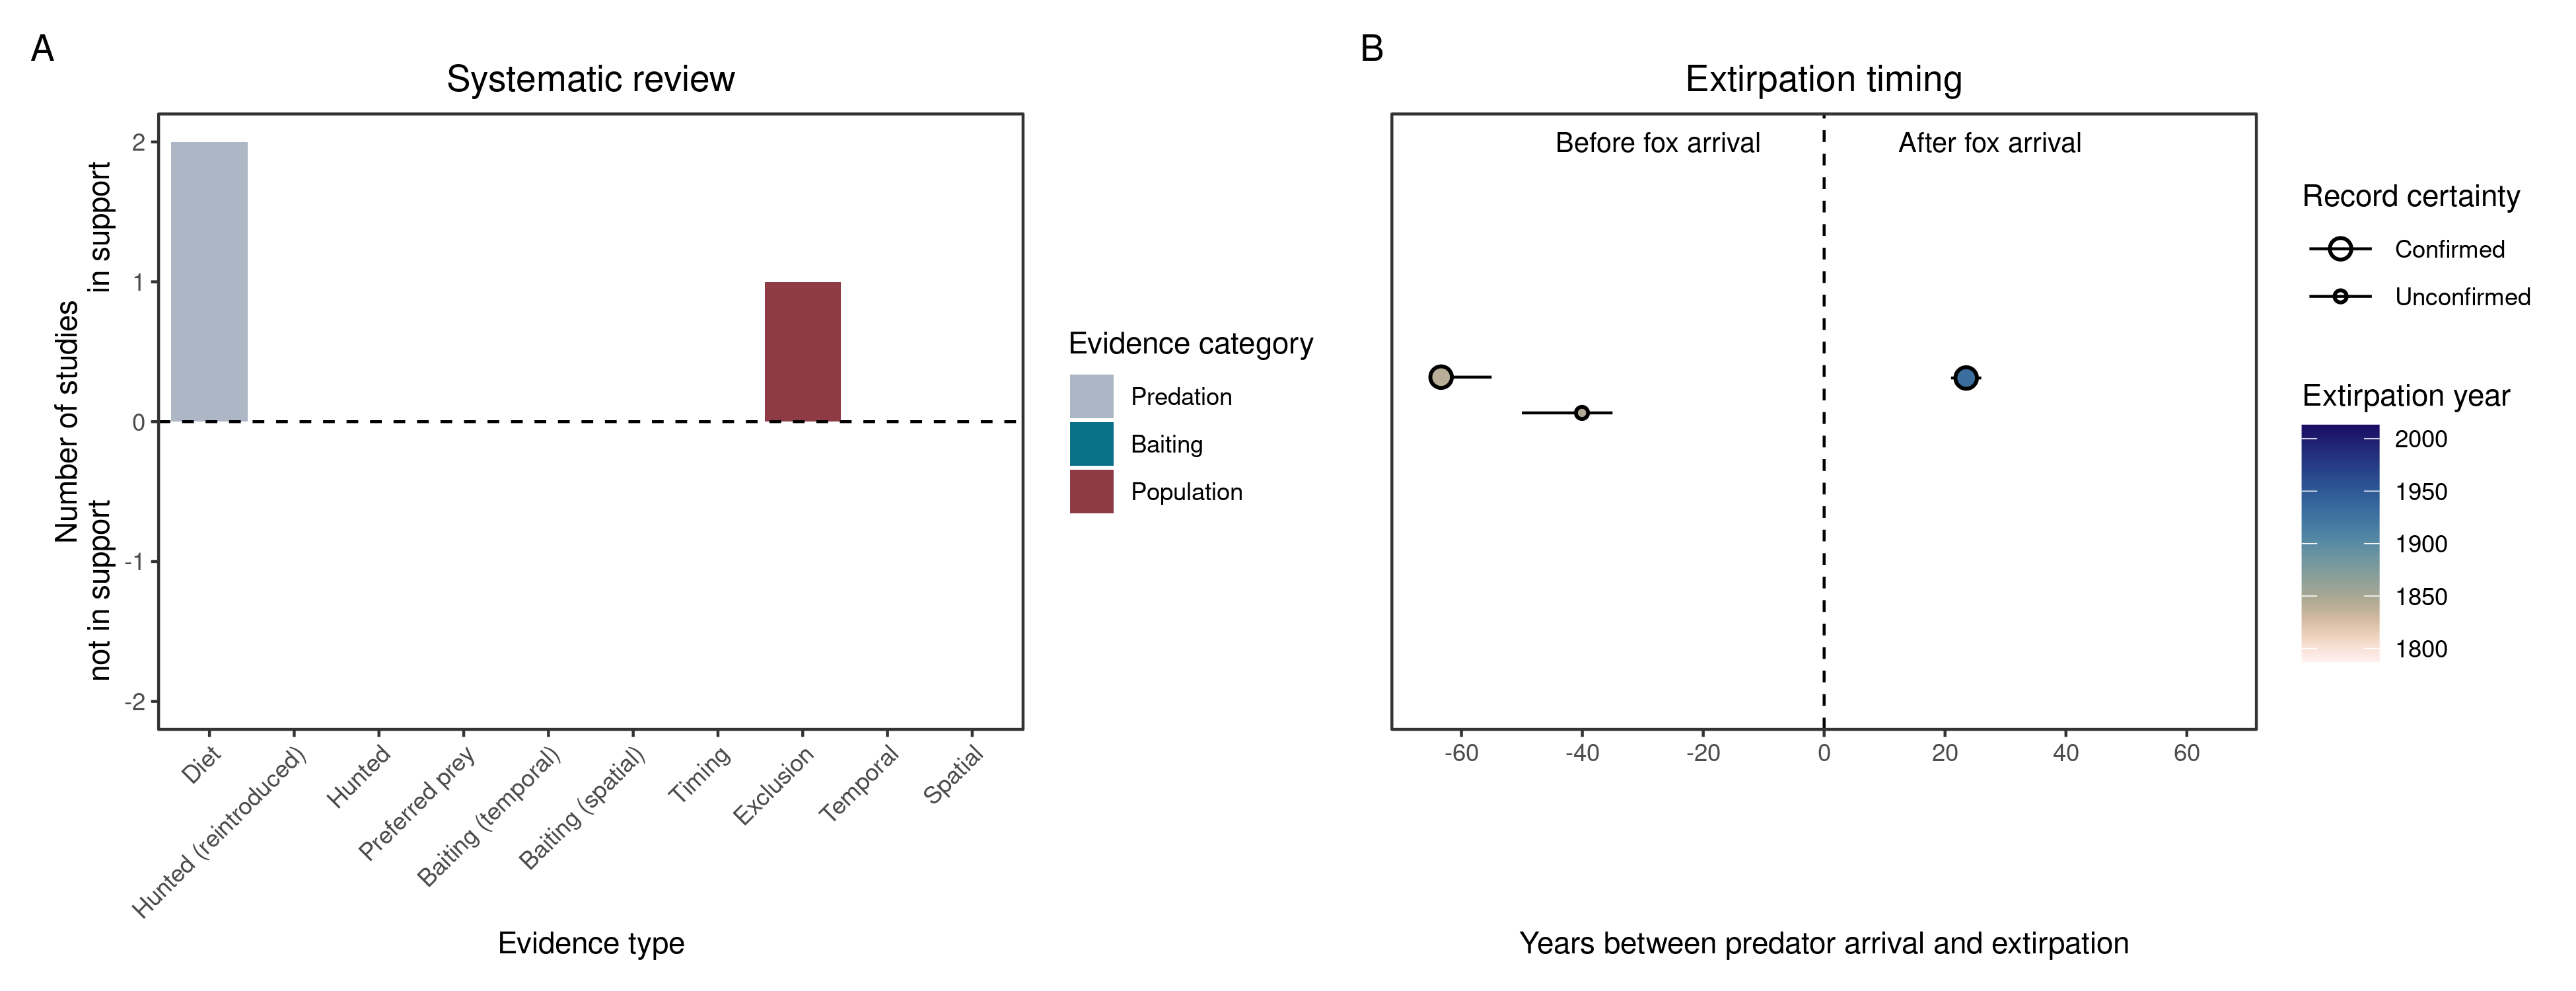 A
Systematic review
Number of studies
in support
not in support
2
1
0
-1
-2
Diet
Hunted (reintroduced)
Hunted
Preferred prey
Baiting (temporal)
Baiting (spatial)
Timing
Exclusion
Temporal
Spatial
Evidence type
Evidence category
Predation
Baiting
Population
B
Extirpation timing
Before fox arrival
After fox arrival
-60
-40
-20
0
20
40
60
Years between predator arrival and extirpation
Record certainty
Confirmed
Unconfirmed
Extirpation year
2000
1950
1900
1850
1800